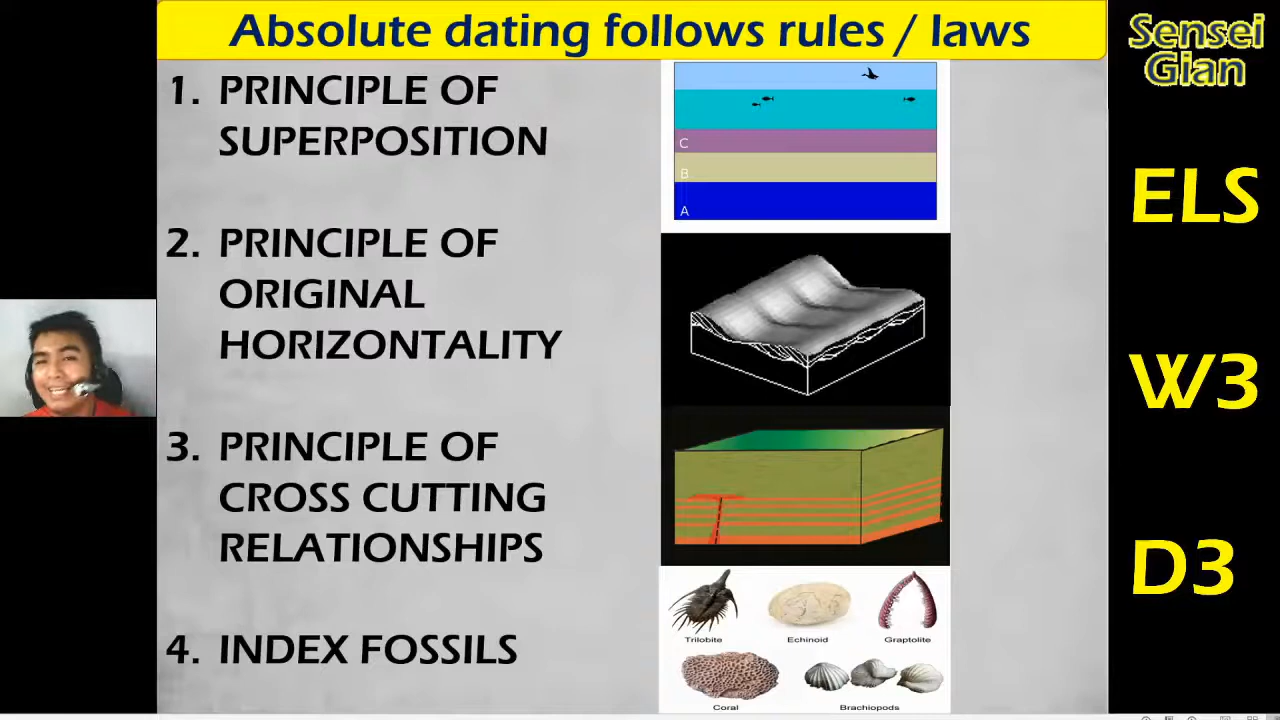 Absolute dating follows rules / laws
Sensei
Gian
1. PRINCIPLE OF
SUPERPOSITION
C
B
A
ELS
2. PRINCIPLE OF
ORIGINAL
HORIZONTALITY
W3
3. PRINCIPLE OF
CROSS CUTTING
RELATIONSHIPS
D3
4. INDEX FOSSILS
Trilobite
Echinoid
Graptolite
Coral
Brachiopods